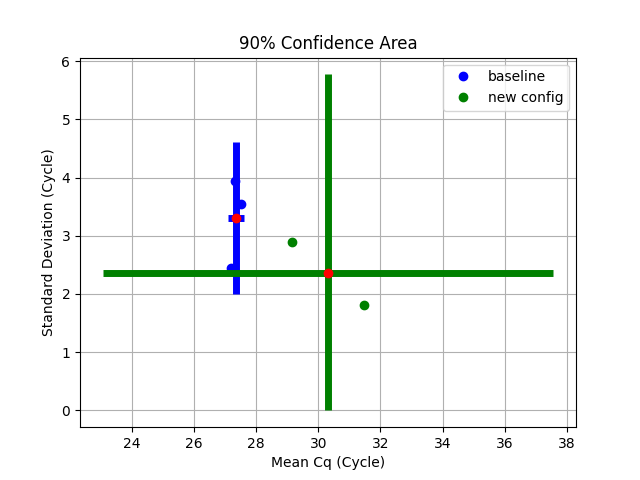 90% Confidence Area
baseline
new config
Standard Deviation (Cycle)
6
5
4
3
2
1
0
24 26 28 30 32 34 36 38
Mean Cq (Cycle)